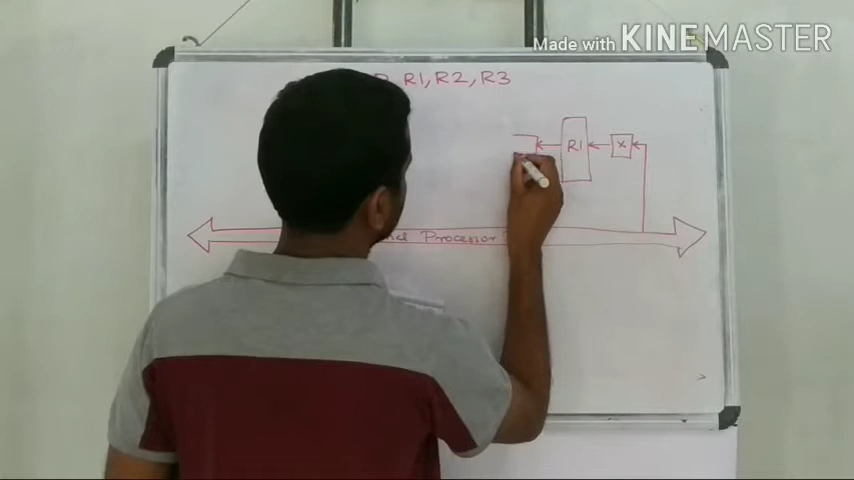 Made with KINEMASTER
R1, R2, R3
R1
X
Processor